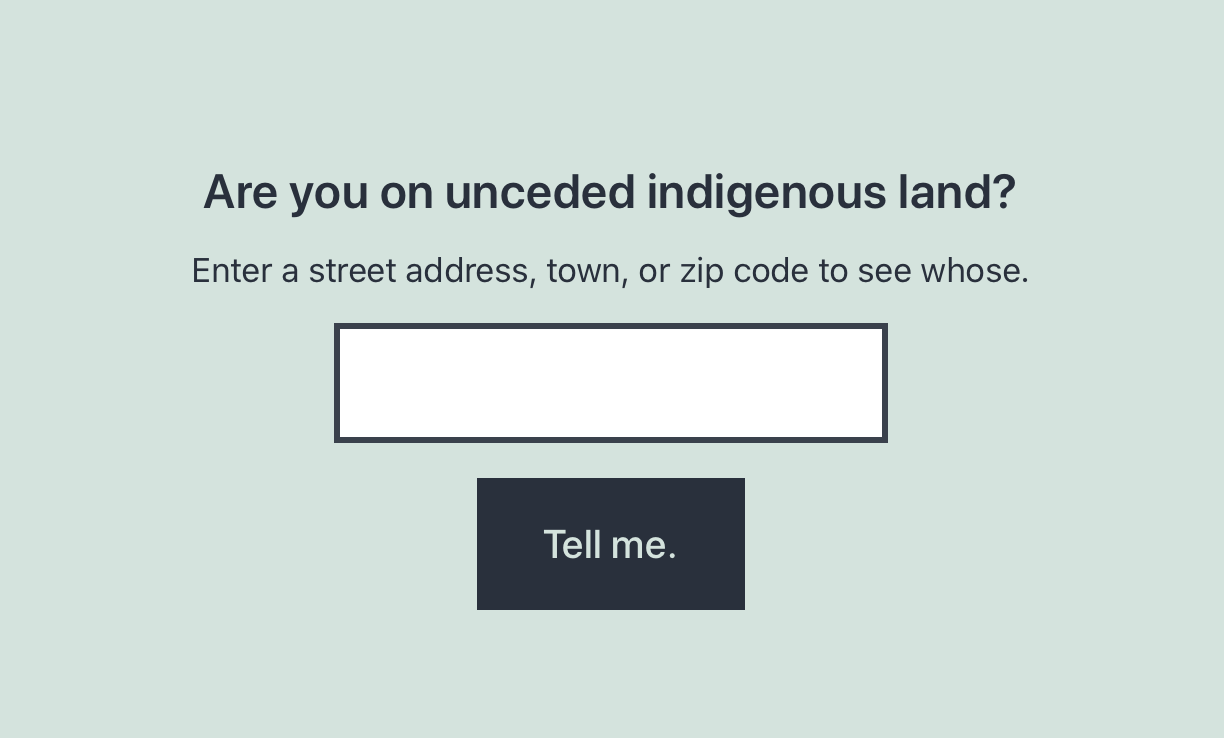 Are you on unceded indigenous land?
Enter a street address, town, or zip code to see whose.
Tell me.